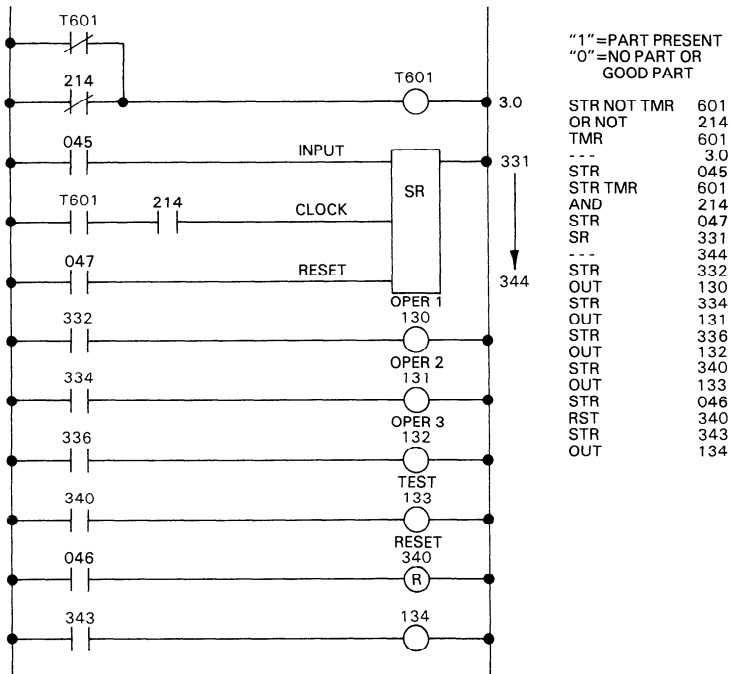 T601
214
T601
3.0
045
INPUT
331
SR
T601
214
CLOCK
047
RESET
344
OPER 1
332
130
OPER 2
334
131
OPER 3
336
132
TEST
340
133
RESET
046
340
R
343
134
"1"=PART PRESENT
"0"=NO PART OR
GOOD PART
STR NOT TMR 601
OR NOT 214
TMR 601
--- 3.0
STR 045
STR TMR 601
AND 214
STR 047
SR 331
--- 344
STR 332
OUT 130
STR 334
OUT 131
STR 336
OUT 132
STR 340
OUT 133
STR 046
RST 340
STR 343
OUT 134